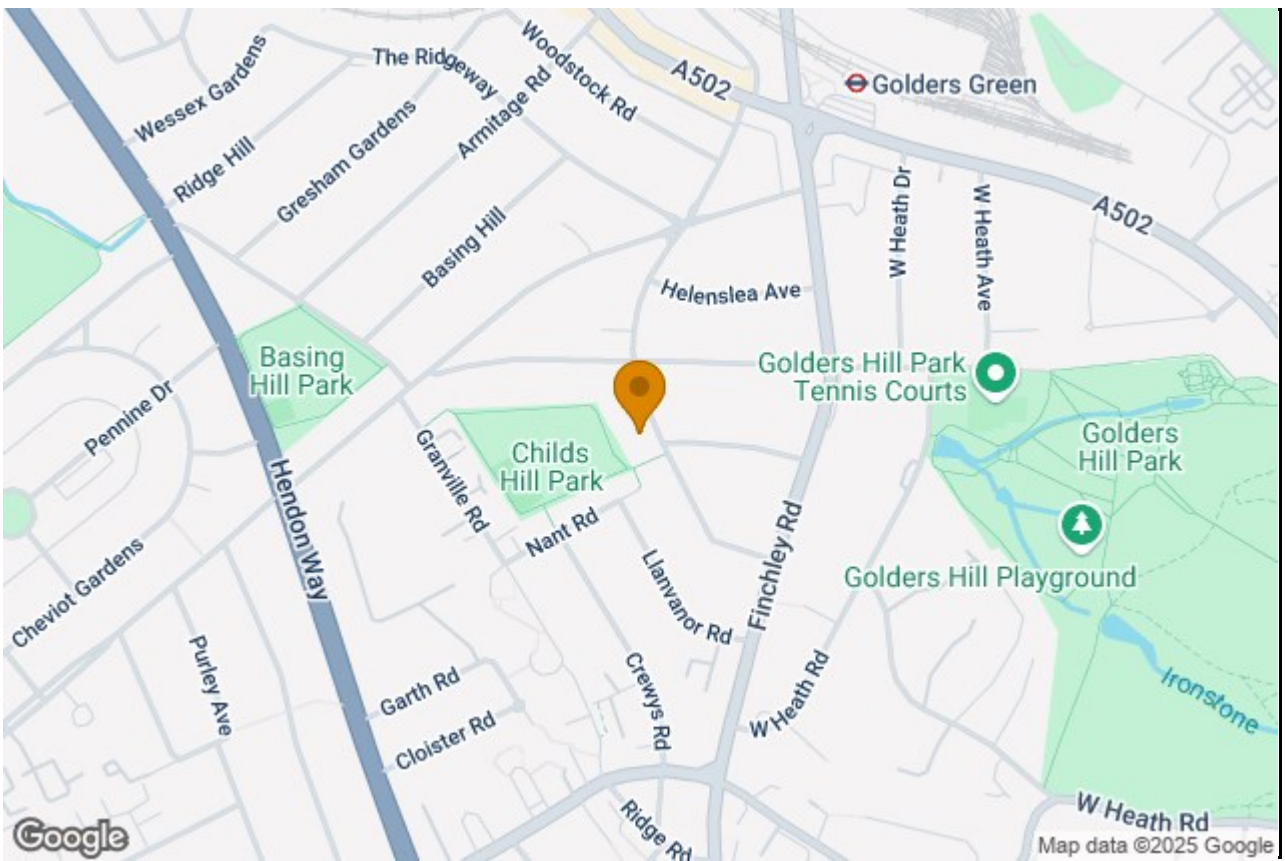 The Ridgeway
Woodstock Rd
A502
Golders Green
Wessex Gardens
Armitage Rd
Ridge Hill
Gresham Gardens
Basing Hill
W Heath Dr
W Heath Ave
A502
Helenslea Ave
Basing
Hill Park
Golders Hill Park
Tennis Courts
Pennine Dr
Granville Rd
Childs
Hill Park
Golders
Hill Park
Hendon Way
Nant Rd
Finchley Rd
Golders Hill Playground
Cheviot Gardens
Llanvanor Rd
Purley Ave
Crewys Rd
W Heath Rd
Ironstone
Garth Rd
Cloister Rd
Ridge Rd
W Heath Rd
Google
Map data ©2025 Google